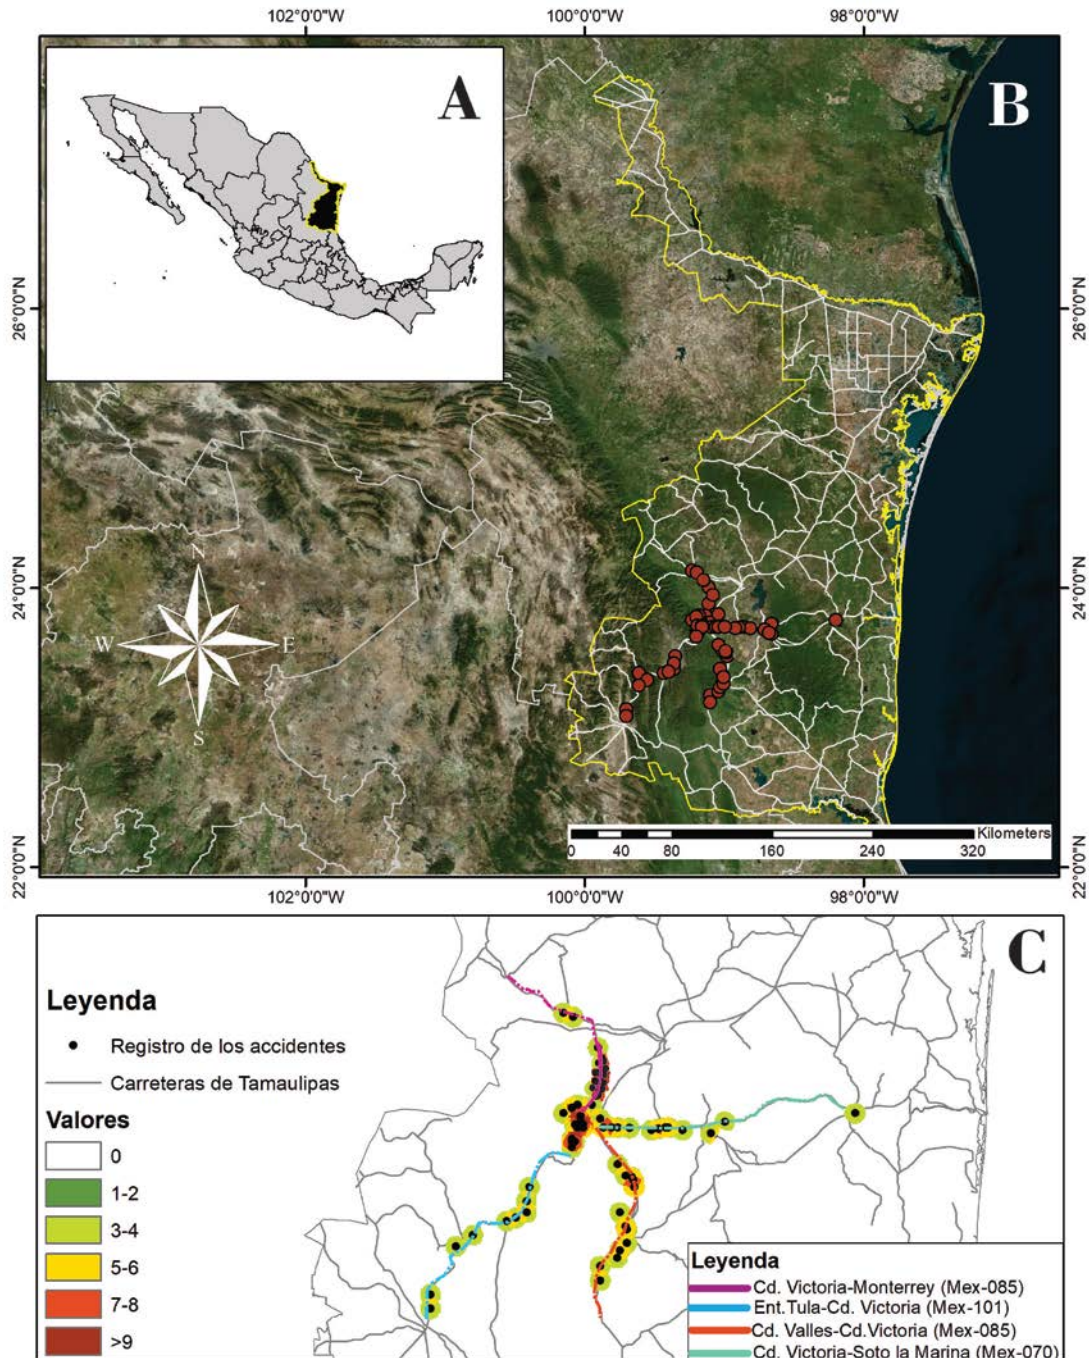 102°0'0"W 100°0'0"W 98°0'0"W
A
B
26°0'0"N 26°0'0"N
24°0'0"N 24°0'0"N
N
W E
S
Kilometers
0 40 80 160 240 320
22°0'0"N 22°0'0"N
102°0'0"W 100°0'0"W 98°0'0"W
C
Leyenda
Registro de los accidentes
Carreteras de Tamaulipas
Valores
0
1-2
3-4
5-6
7-8
>9
Leyenda
Cd. Victoria-Monterrey (Mex-085)
Ent.Tula-Cd. Victoria (Mex-101)
Cd. Valles-Cd.Victoria (Mex-085)
Cd. Victoria-Soto la Marina (Mex-070)